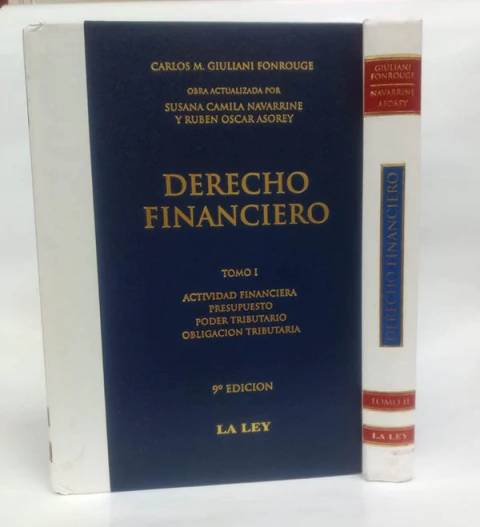 CARLOS M. GIULIANI FONROUGE
OBRA ACTUALIZADA POR
SUSANA CAMILA NAVARRINE
Y RUBEN OSCAR ASOREY
DERECHO
FINANCIERO
TOMO I
ACTIVIDAD FINANCIERA
PRESUPUESTO
PODER TRIBUTARIO
OBLIGACION TRIBUTARIA
9º EDICION
LA LEY
GIULIANI
FONROUGE
NAVARRINE
ASOREY
DERECHO FINANCIERO
TOMO II
LA LEY